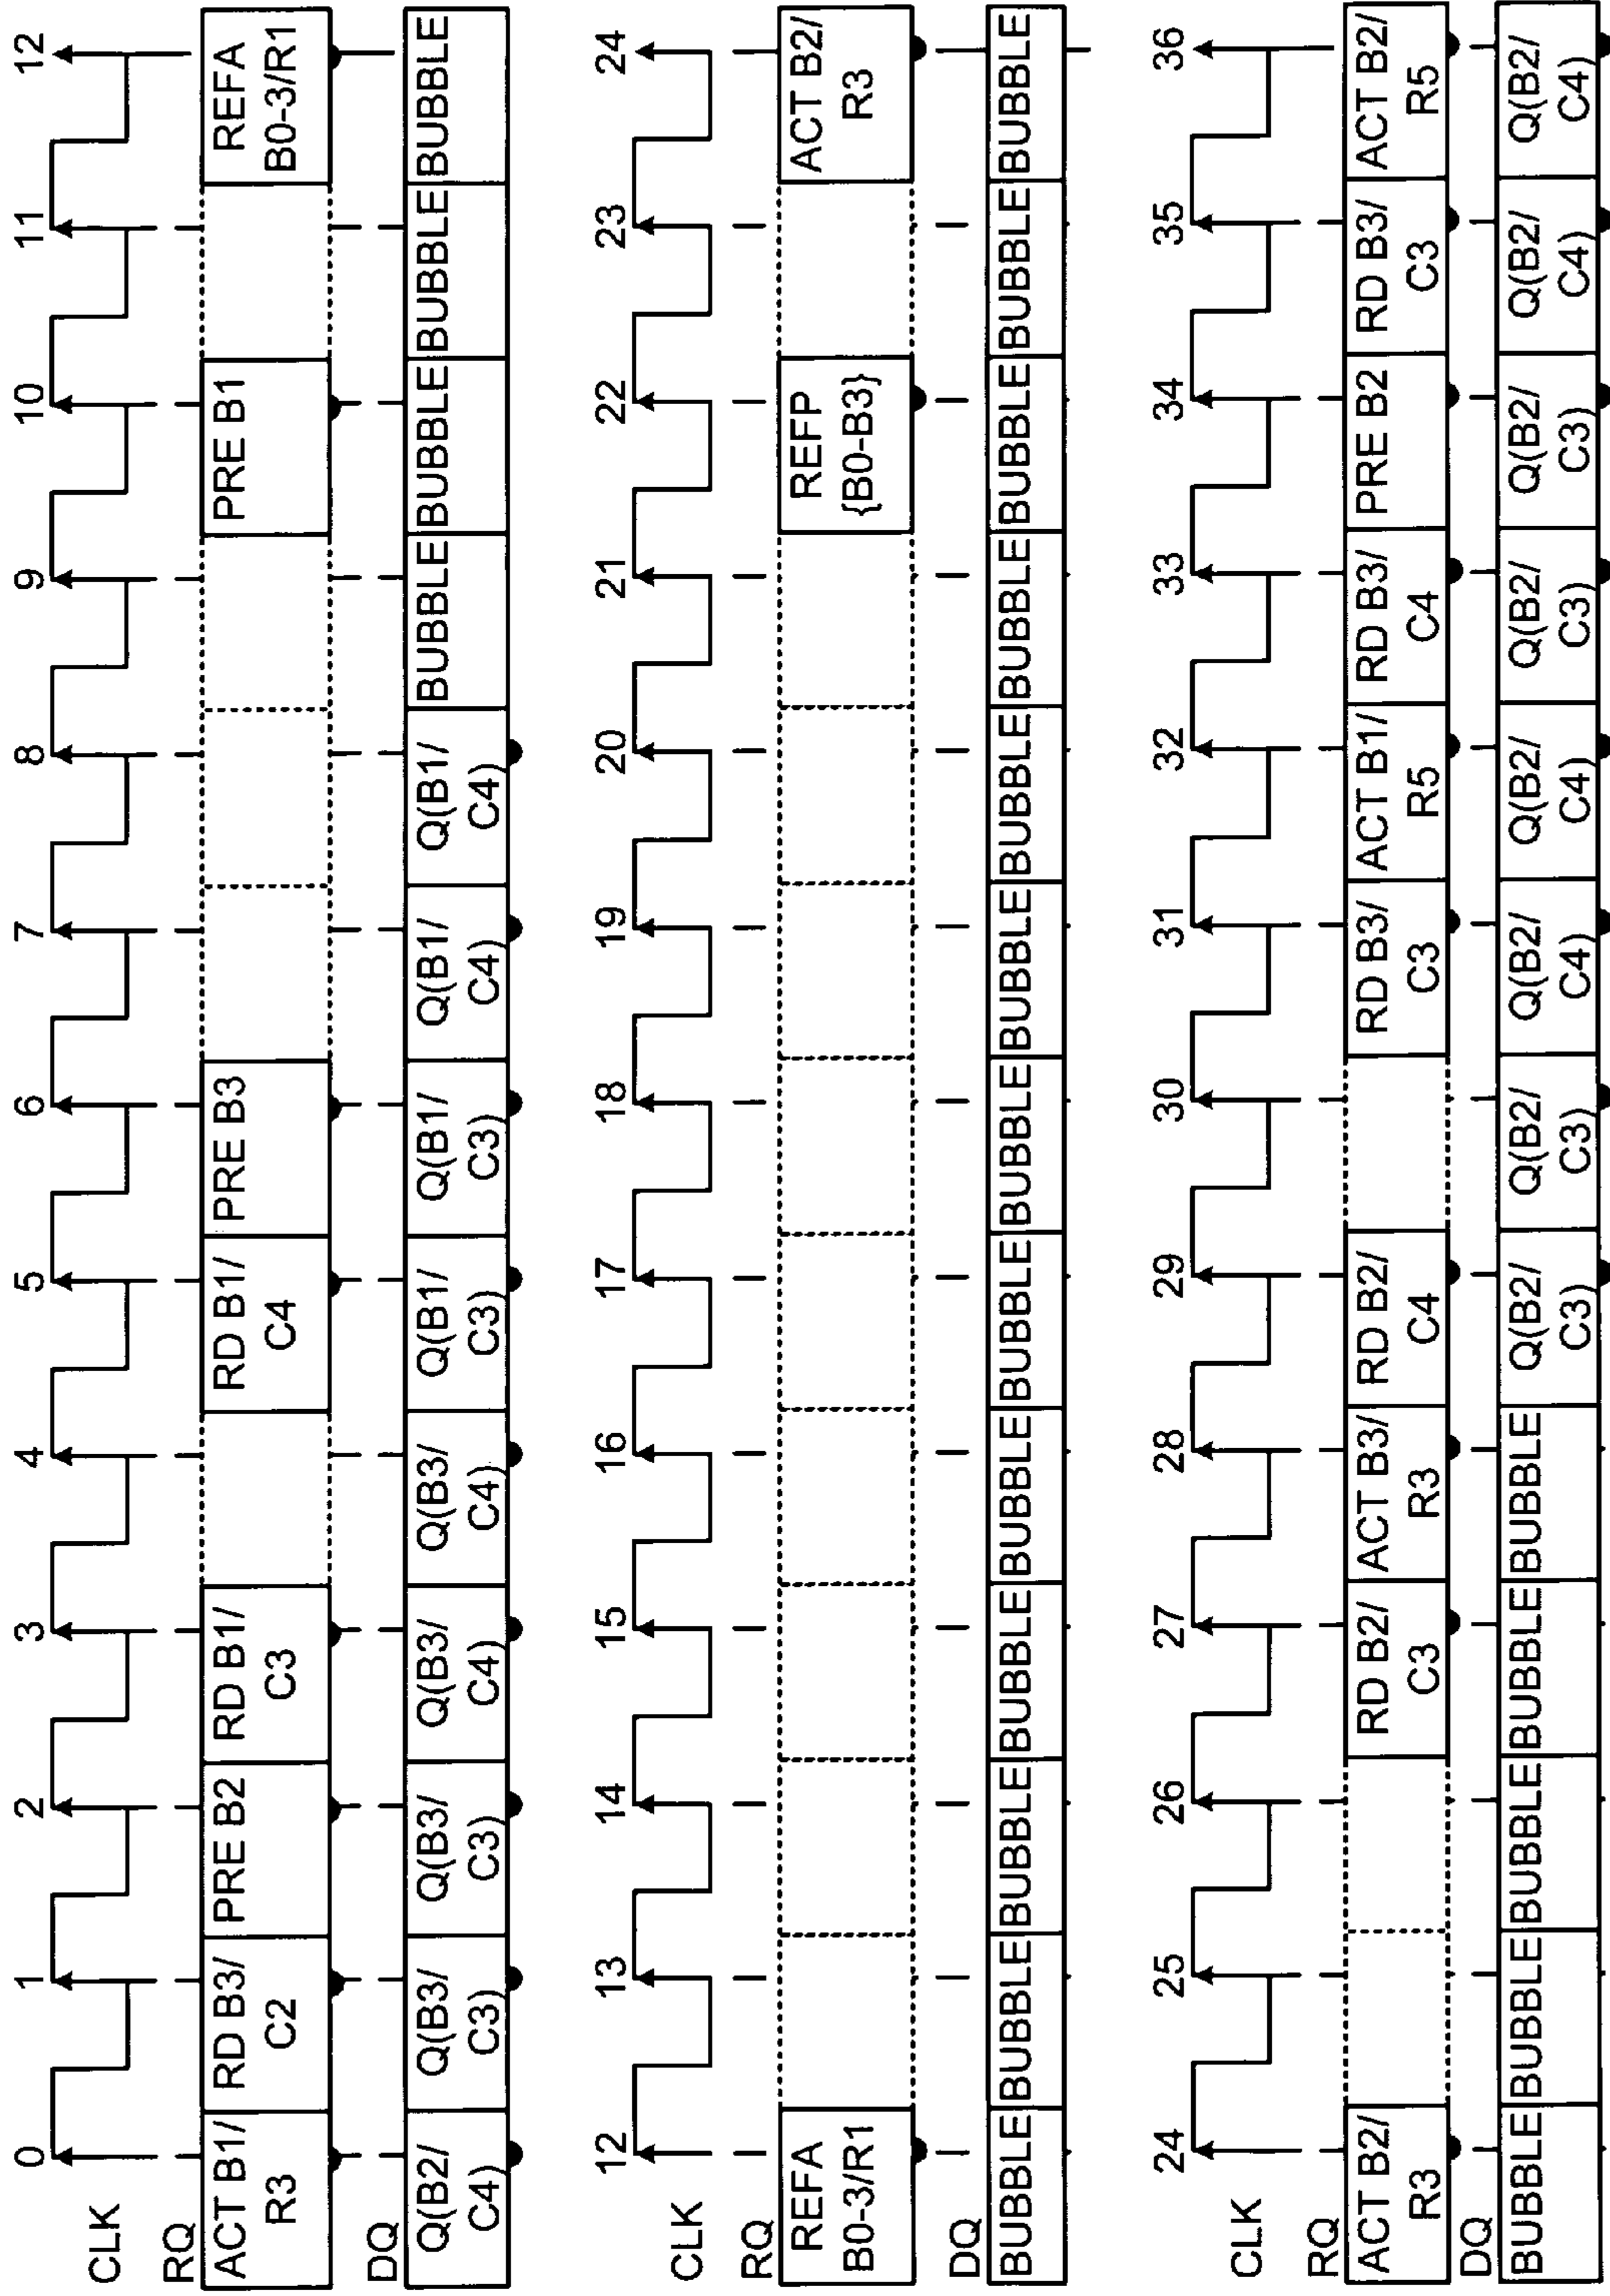 0 1 2 3 4 5 6 7 8 9 10 11 12
CLK
RQ
ACT B1/ RD B3/ PRE B2 RD B1/ RD B1/ PRE B3 PRE B1 REFA
R3 C2 C3 C4 B0-3/R1
DQ
Q(B2/ Q(B3/ Q(B3/ Q(B3/ Q(B3/ Q(B1/ Q(B1/ Q(B1/ Q(B1/ BUBBLE BUBBLE BUBBLE BUBBLE
C4) C3) C3) C4) C4) C3) C3) C4) C4)
12 13 14 15 16 17 18 19 20 21 22 23 24
CLK
RQ
REFA REFP ACT B2/
B0-3/R1 {B0-B3} R3
DQ
BUBBLE BUBBLE BUBBLE BUBBLE BUBBLE BUBBLE BUBBLE BUBBLE BUBBLE BUBBLE BUBBLE BUBBLE BUBBLE
24 25 26 27 28 29 30 31 32 33 34 35 36
CLK
RQ
ACT B2/ RD B2/ ACT B3/ RD B2/ RD B3/ ACT B1/ RD B3/ PRE B2 RD B3/ ACT B2/
R3 C3 R3 C4 C3 R5 C4 C3 R5
DQ
BUBBLE BUBBLE BUBBLE BUBBLE BUBBLE Q(B2/ Q(B2/ Q(B2/ Q(B2/ Q(B2/ Q(B2/ Q(B2/ Q(B2/
C3) C3) C4) C4) C3) C3) C4) C4)